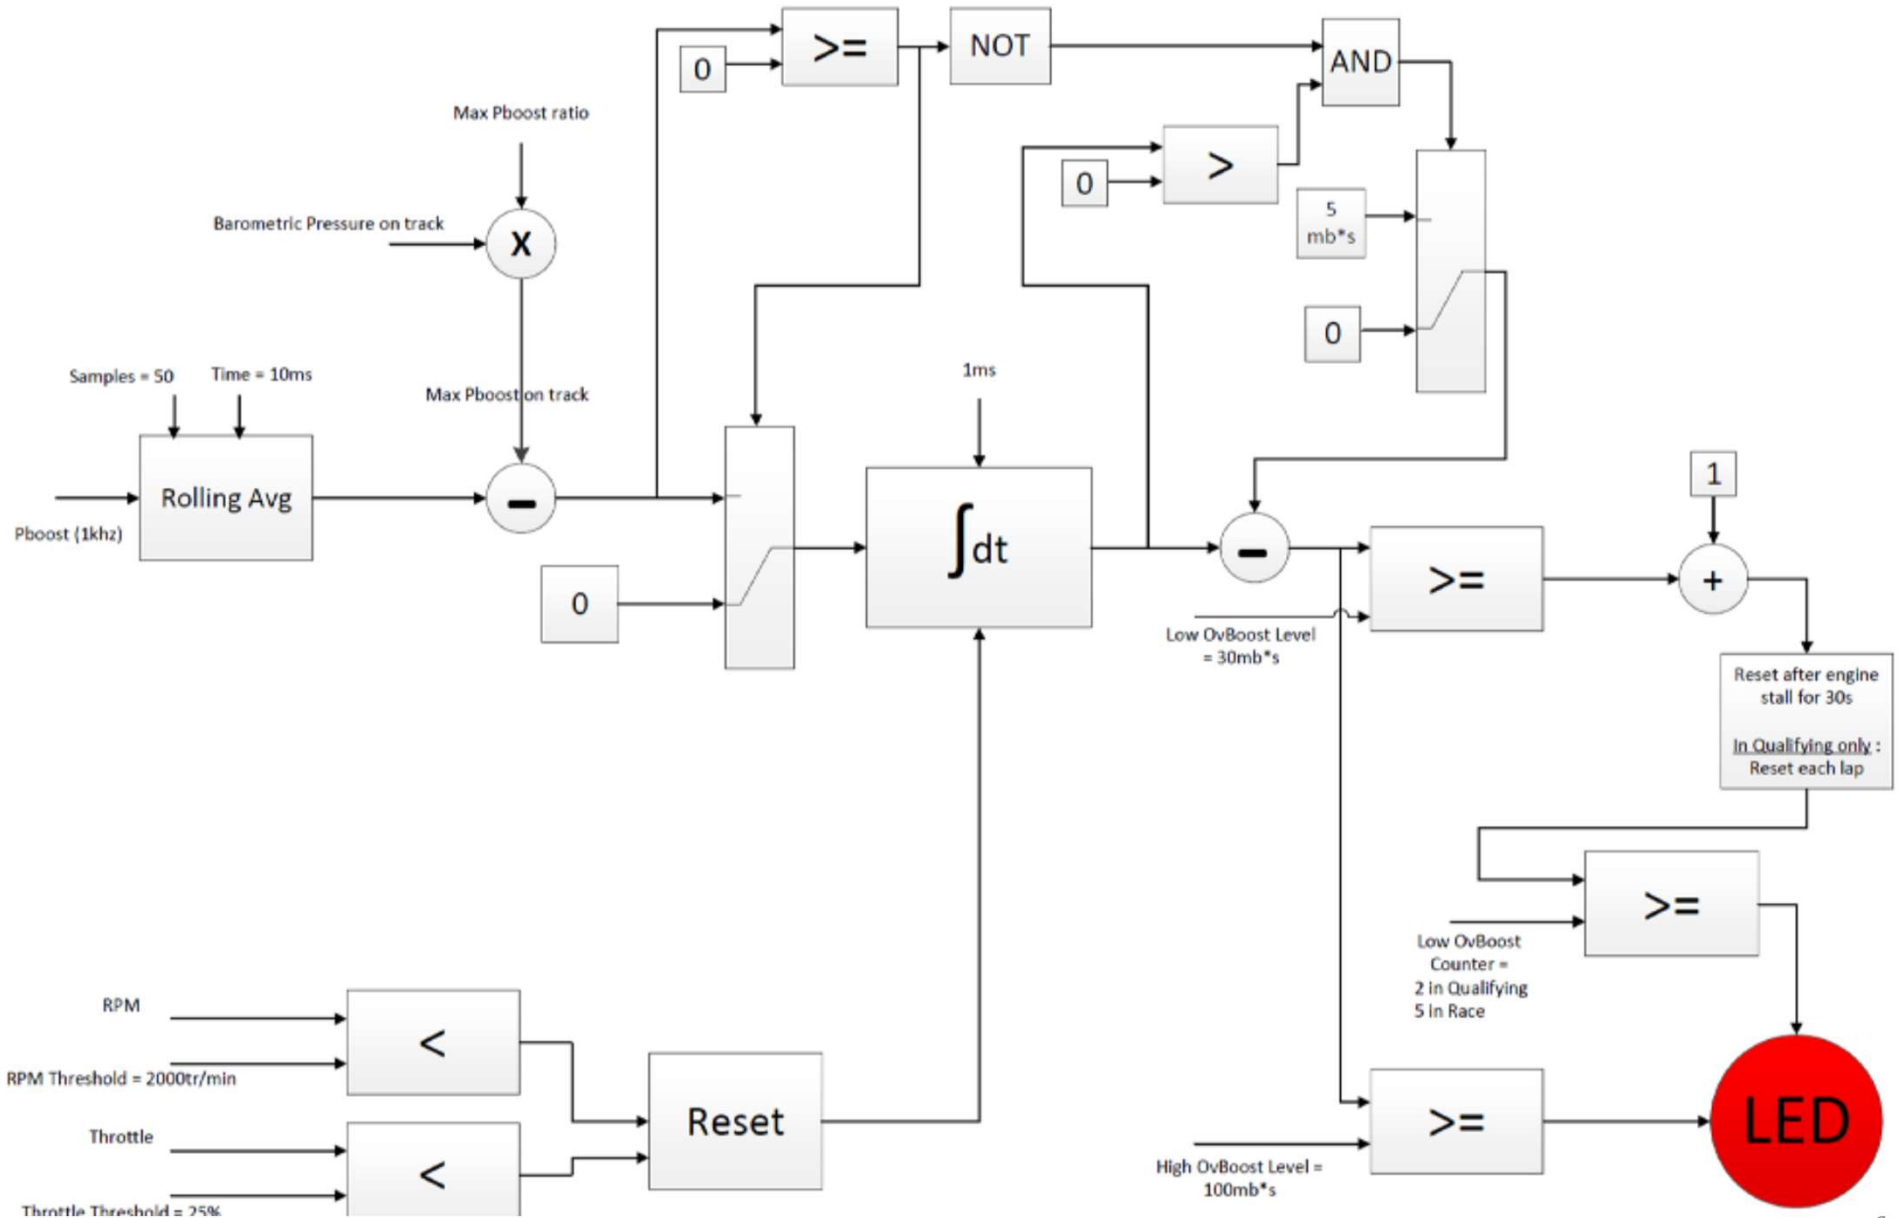 >=
NOT
AND
0
Max Pboost ratio
>
0
5
mb*s
Barometric Pressure on track
X
0
Samples = 50
Time = 10ms
1ms
Max Pboost on track
Rolling Avg
-
1
Pboost (1khz)
∫dt
-
>=
+
0
Low OvBoost Level
= 30mb*s
Reset after engine
stall for 30s
In Qualifying only :
Reset each lap
>=
Low OvBoost
Counter =
2 in Qualifying
5 in Race
RPM
<
RPM Threshold = 2000tr/min
Reset
>=
LED
Throttle
<
High OvBoost Level =
100mb*s
Throttle Threshold = 25%